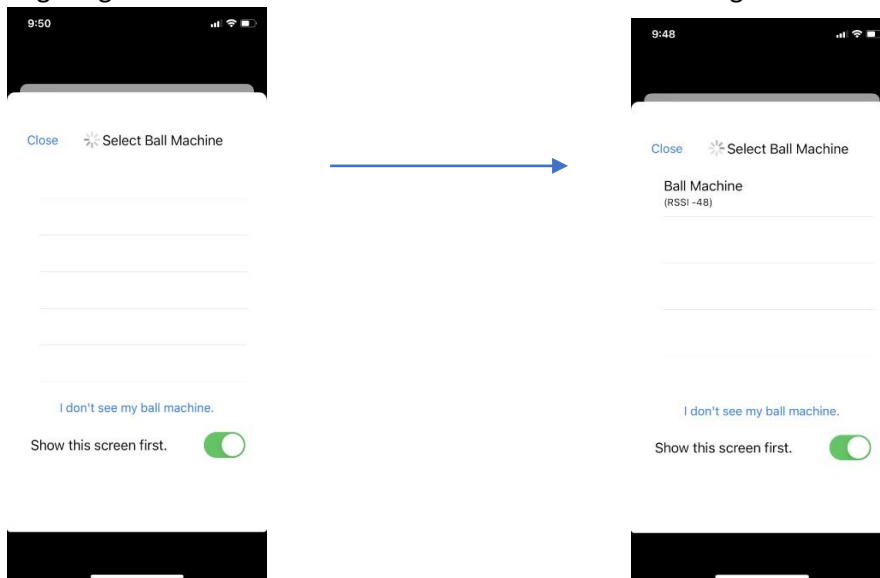 9:50
Close Select Ball Machine
I don't see my ball machine.
Show this screen first.
9:48
Close Select Ball Machine
Ball Machine
(RSSI -48)
I don't see my ball machine.
Show this screen first.